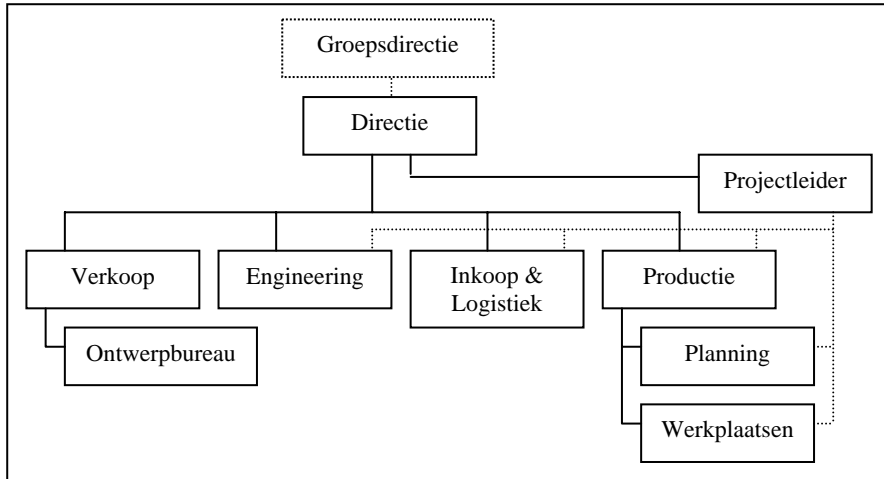 Groepsdirectie
Directie
Projectleider
Verkoop
Engineering
Inkoop &
Logistiek
Productie
Ontwerpbureau
Planning
Werkplaatsen